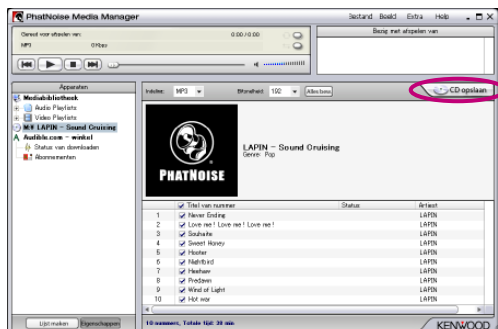 PhatNoise Media Manager
Bestand Beeld Extra Help
Gereed voor afspelen van:
0:00 / 0:00
MP3 0 Kbps
Bezig met afspelen van
Apparaten
Mediabibliotheek
Audio Playlists
Video Playlists
M:¥ LAPIN - Sound Cruising
Audible.com - winkel
Status van downloaden
Abonnementen
MP3
Bitsnelheid: 192
Alles/iets
CD opslaan
PHATNOISE
LAPIN - Sound Cruising
Genre: Pop
Titel van nummer Status Artiest
1 Never Ending LAPIN
2 Love me ! Love me ! Love me ! LAPIN
3 Souhaite LAPIN
4 Sweet Honey LAPIN
5 Hooter LAPIN
6 Nightbird LAPIN
7 Heehaw LAPIN
8 Predawn LAPIN
9 Wind of Light LAPIN
10 Hot war LAPIN
Lijst maken Eigenschappen
10 nummers, Totale tijd: 38 min
KENWOOD